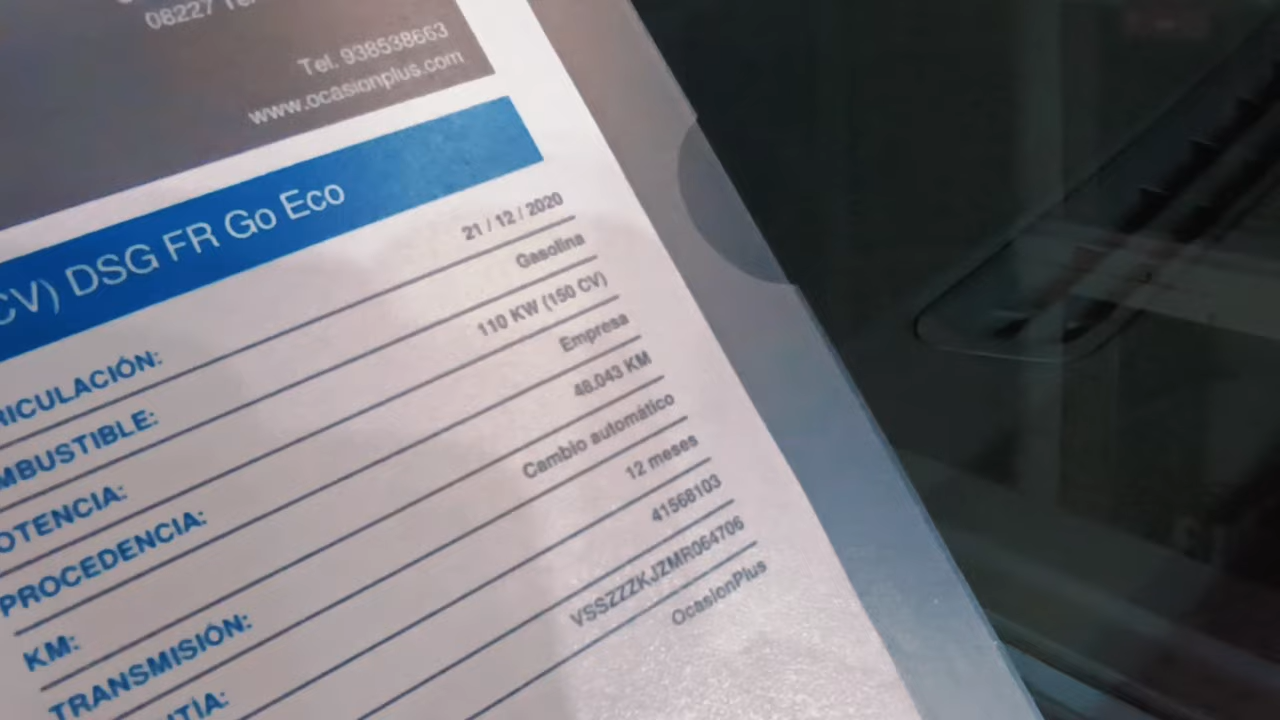 08227
Tel. 938538663
www.ocasionplus.com
CV) DSG FR Go Eco
RICULACIÓN: 21 / 12 / 2020
MBUSTIBLE: Gasolina
OTENCIA: 110 KW (150 CV)
PROCEDENCIA: Empresa
KM: 48.043 KM
TRANSMISIÓN: Cambio automático
NTÍA: 12 meses
41568103
VSSZZZKJZMR064706
OcasionPlus